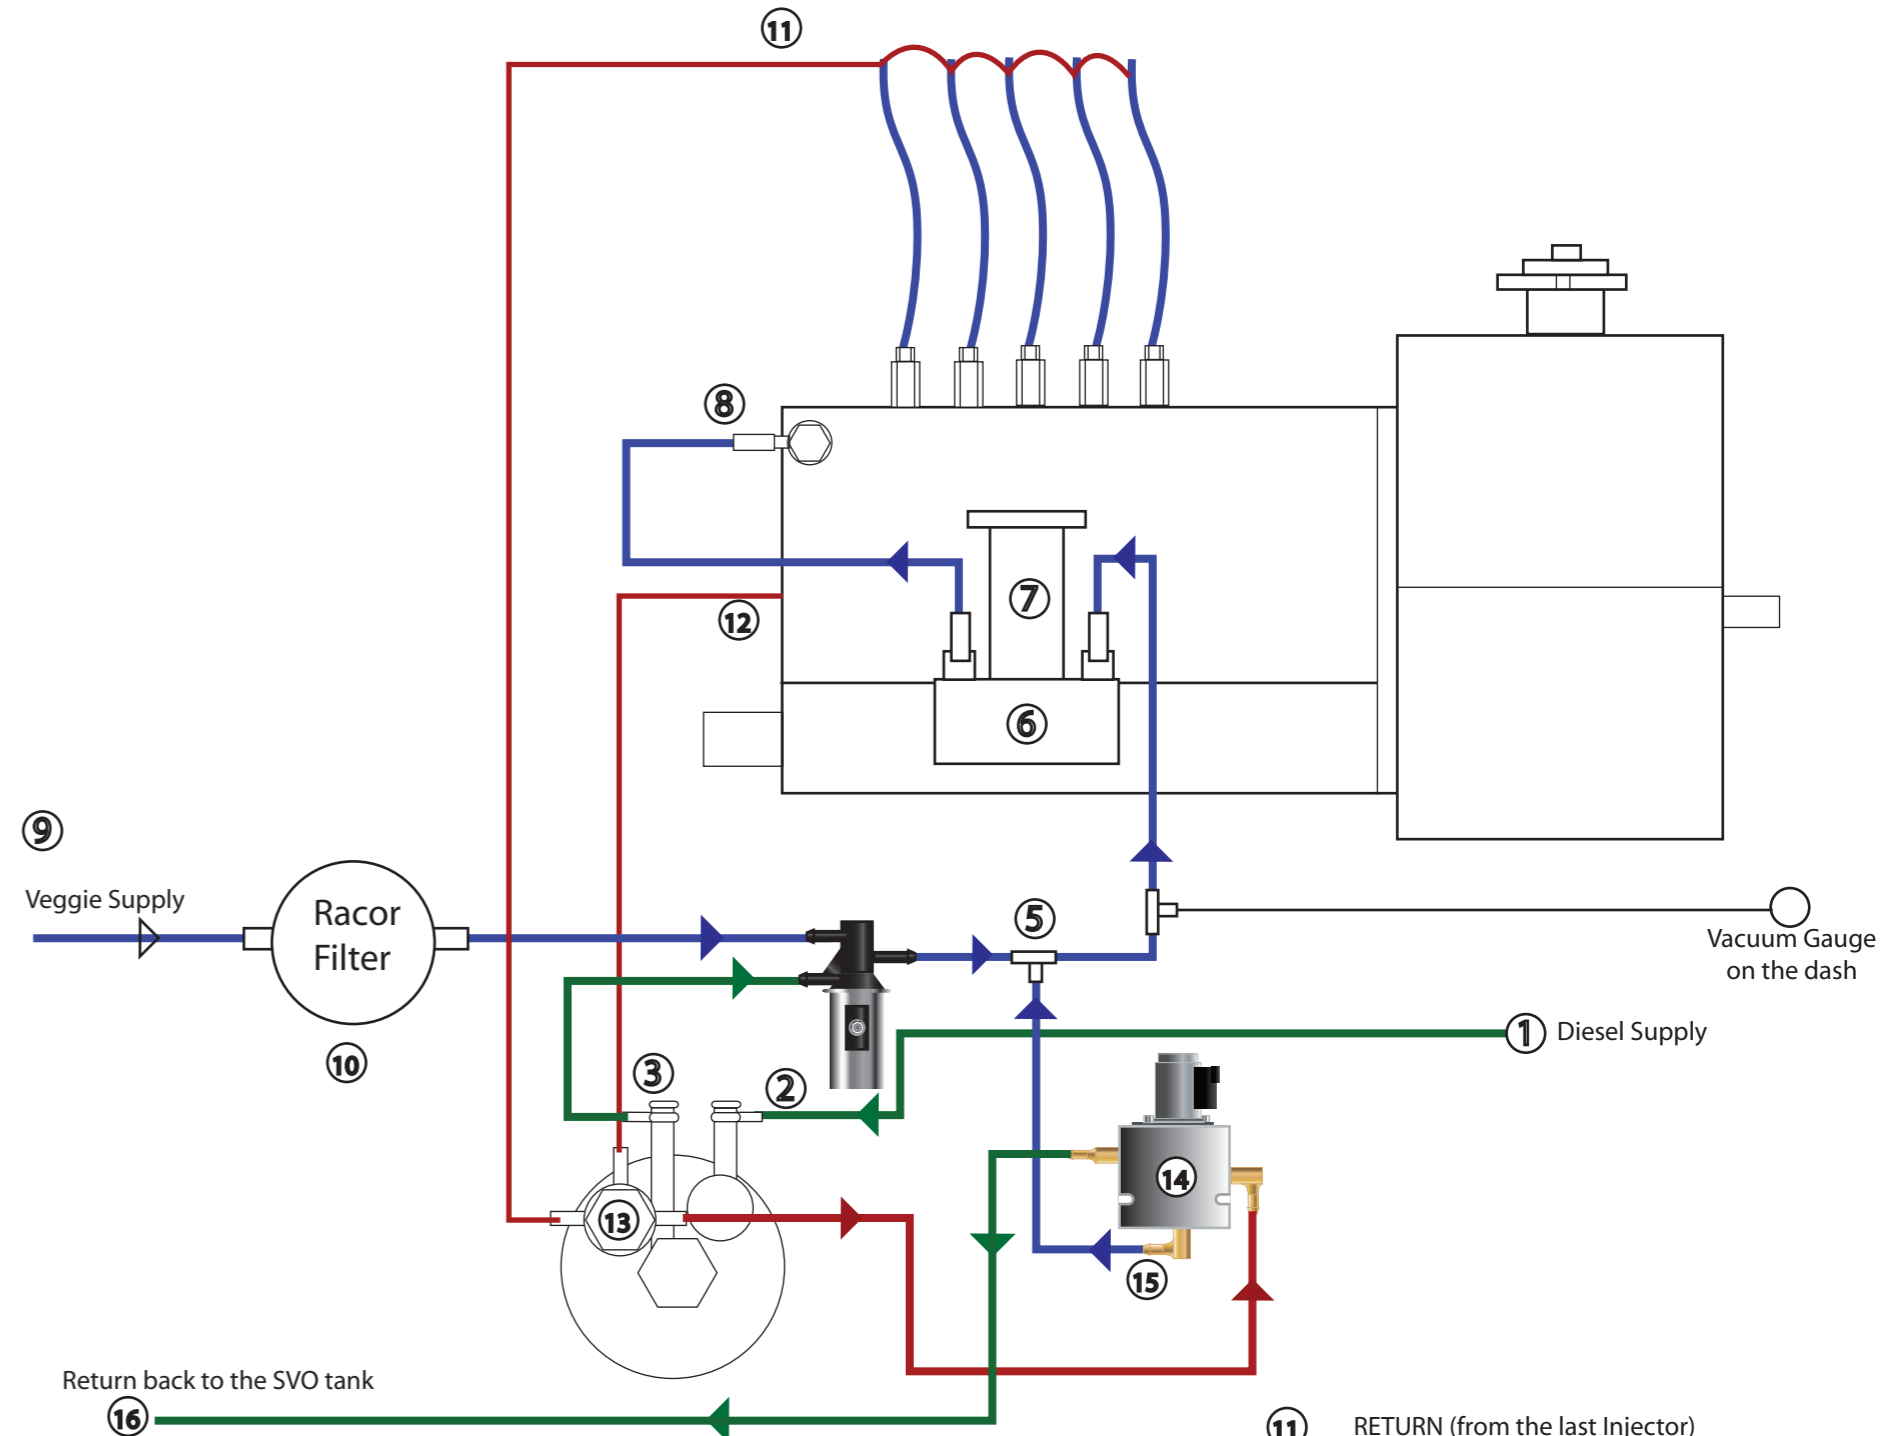 11
8
7
12
6
9
Veggie Supply
Racor
Filter
5
Vacuum Gauge
on the dash
1 Diesel Supply
10
3
2
14
13
15
Return back to the SVO tank
16
11 RETURN (from the last Injector)